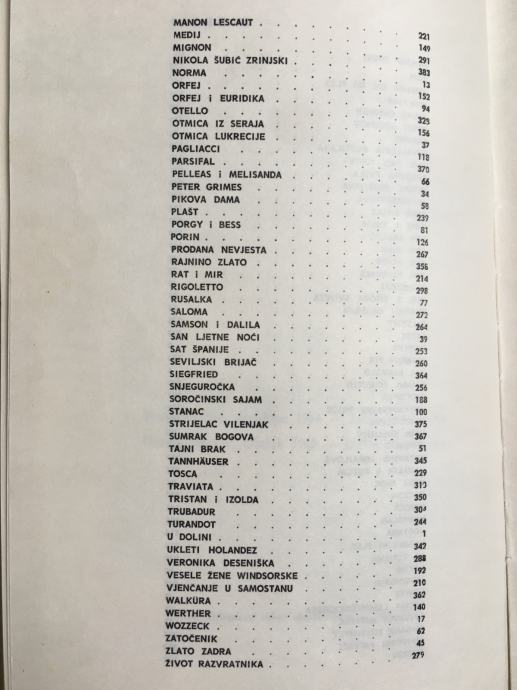 MANON LESCAUT . . . . . . . . . . 221
MEDIJ . . . . . . . . . . 149
MIGNON . . . . . . . . . . 291
NIKOLA ŠUBIĆ ZRINJSKI . . . . . . . . . . 383
NORMA . . . . . . . . . . 13
ORFEJ . . . . . . . . . . 152
ORFEJ i EURIDIKA . . . . . . . . . . 94
OTELLO . . . . . . . . . . 325
OTMICA IZ SERAJA . . . . . . . . . . 156
OTMICA LUKRECIJE . . . . . . . . . . 37
PAGLIACCI . . . . . . . . . . 118
PARSIFAL . . . . . . . . . . 370
PELLEAS i MELISANDA . . . . . . . . . . 66
PETER GRIMES . . . . . . . . . . 34
PIKOVA DAMA . . . . . . . . . . 58
PLAŠT . . . . . . . . . . 239
PORGY i BESS . . . . . . . . . . 81
PORIN . . . . . . . . . . 126
PRODANA NEVJESTA . . . . . . . . . . 267
RAJNINO ZLATO . . . . . . . . . . 358
RAT i MIR . . . . . . . . . . 214
RIGOLETTO . . . . . . . . . . 298
RUSALKA . . . . . . . . . . 77
SALOMA . . . . . . . . . . 272
SAMSON i DALILA . . . . . . . . . . 264
SAN LJETNE NOĆI . . . . . . . . . . 39
SAT ŠPANIJE . . . . . . . . . . 253
SEVILJSKI BRIJAČ . . . . . . . . . . 260
SIEGFRIED . . . . . . . . . . 364
SNJEGUROČKA . . . . . . . . . . 256
SOROČINSKI SAJAM . . . . . . . . . . 188
STANAC . . . . . . . . . . 100
STRIJELAC VILENJAK . . . . . . . . . . 375
SUMRAK BOGOVA . . . . . . . . . . 367
TAJNI BRAK . . . . . . . . . . 51
TANNHÄUSER . . . . . . . . . . 345
TOSCA . . . . . . . . . . 229
TRAVIATA . . . . . . . . . . 313
TRISTAN i IZOLDA . . . . . . . . . . 350
TRUBADUR . . . . . . . . . . 304
TURANDOT . . . . . . . . . . 244
U DOLINI . . . . . . . . . . 1
UKLETI HOLANDEZ . . . . . . . . . . 342
VERONIKA DESENIŠKA . . . . . . . . . . 288
VESELE ŽENE WINDSORSKE . . . . . . . . . . 192
VJENČANJE U SAMOSTANU . . . . . . . . . . 210
WALKÜRA . . . . . . . . . . 362
WERTHER . . . . . . . . . . 140
WOZZECK . . . . . . . . . . 17
ZATOČENIK . . . . . . . . . . 62
ZLATO ZADRA . . . . . . . . . . 45
ŽIVOT RAZVRATNIKA . . . . . . . . . . 279